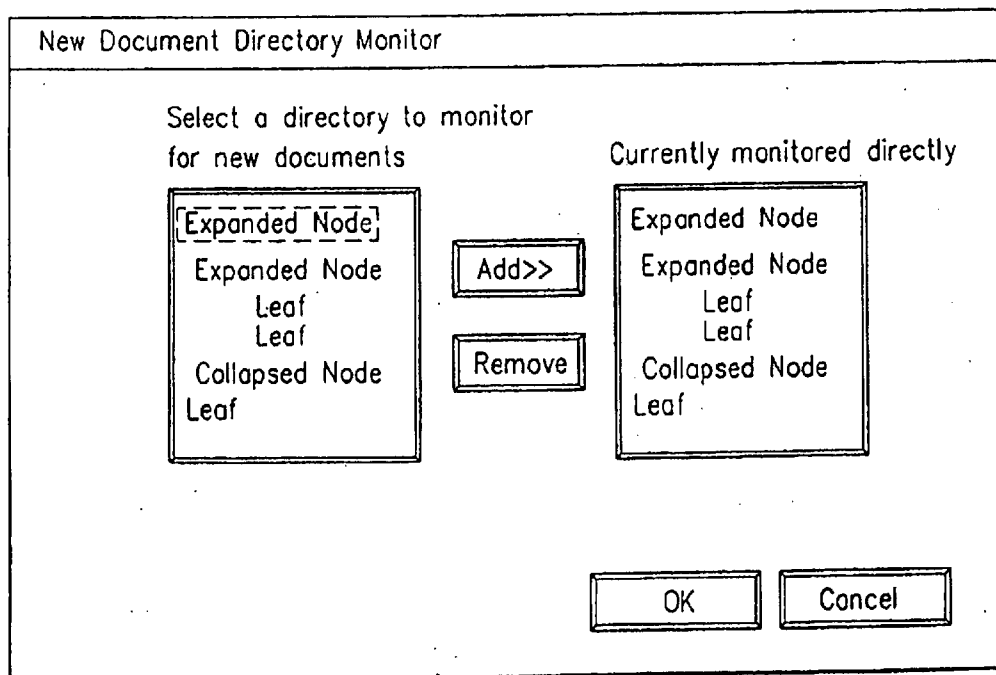 New Document Directory Monitor
Select a directory to monitor
for new documents
Expanded Node
Expanded Node
Leaf
Leaf
Collapsed Node
Leaf
Add>>
Remove
Currently monitored directly
Expanded Node
Expanded Node
Leaf
Leaf
Collapsed Node
Leaf
OK
Cancel